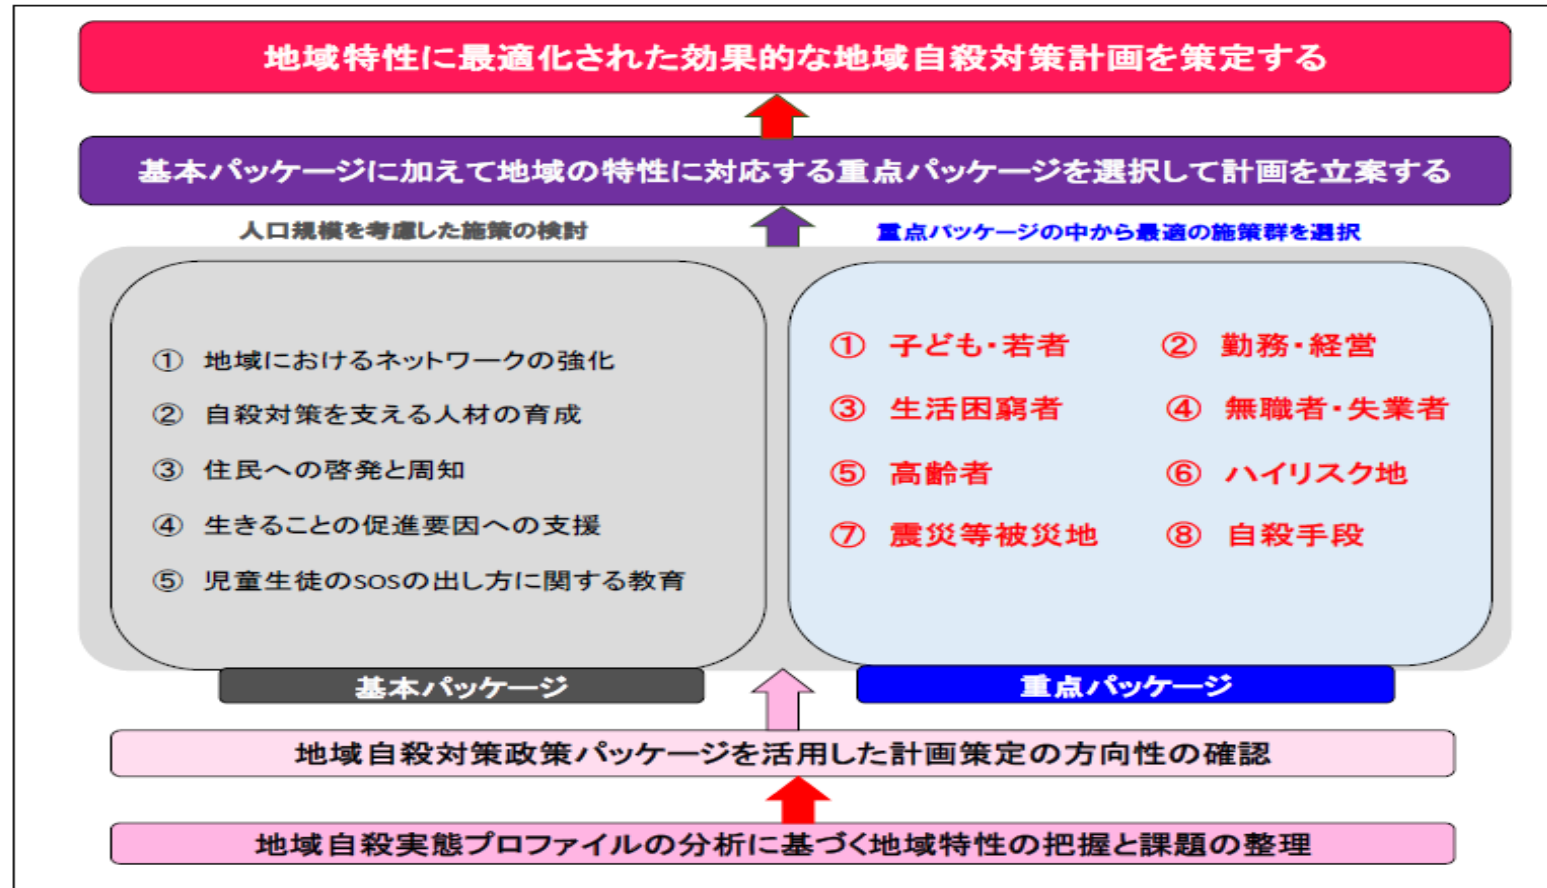 地域特性に最適化された効果的な地域自殺対策計画を策定する
基本パッケージに加えて地域の特性に対応する重点パッケージを選択して計画を立案する
人口規模を考慮した施策の検討
重点パッケージの中から最適の施策群を選択
① 地域におけるネットワークの強化
② 自殺対策を支える人材の育成
③ 住民への啓発と周知
④ 生きることの促進要因への支援
⑤ 児童生徒のSOSの出し方に関する教育
基本パッケージ
① 子ども・若者 ② 勤務・経営
③ 生活困窮者 ④ 無職者・失業者
⑤ 高齢者 ⑥ ハイリスク地
⑦ 震災等被災地 ⑧ 自殺手段
重点パッケージ
地域自殺対策政策パッケージを活用した計画策定の方向性の確認
地域自殺実態プロファイルの分析に基づく地域特性の把握と課題の整理